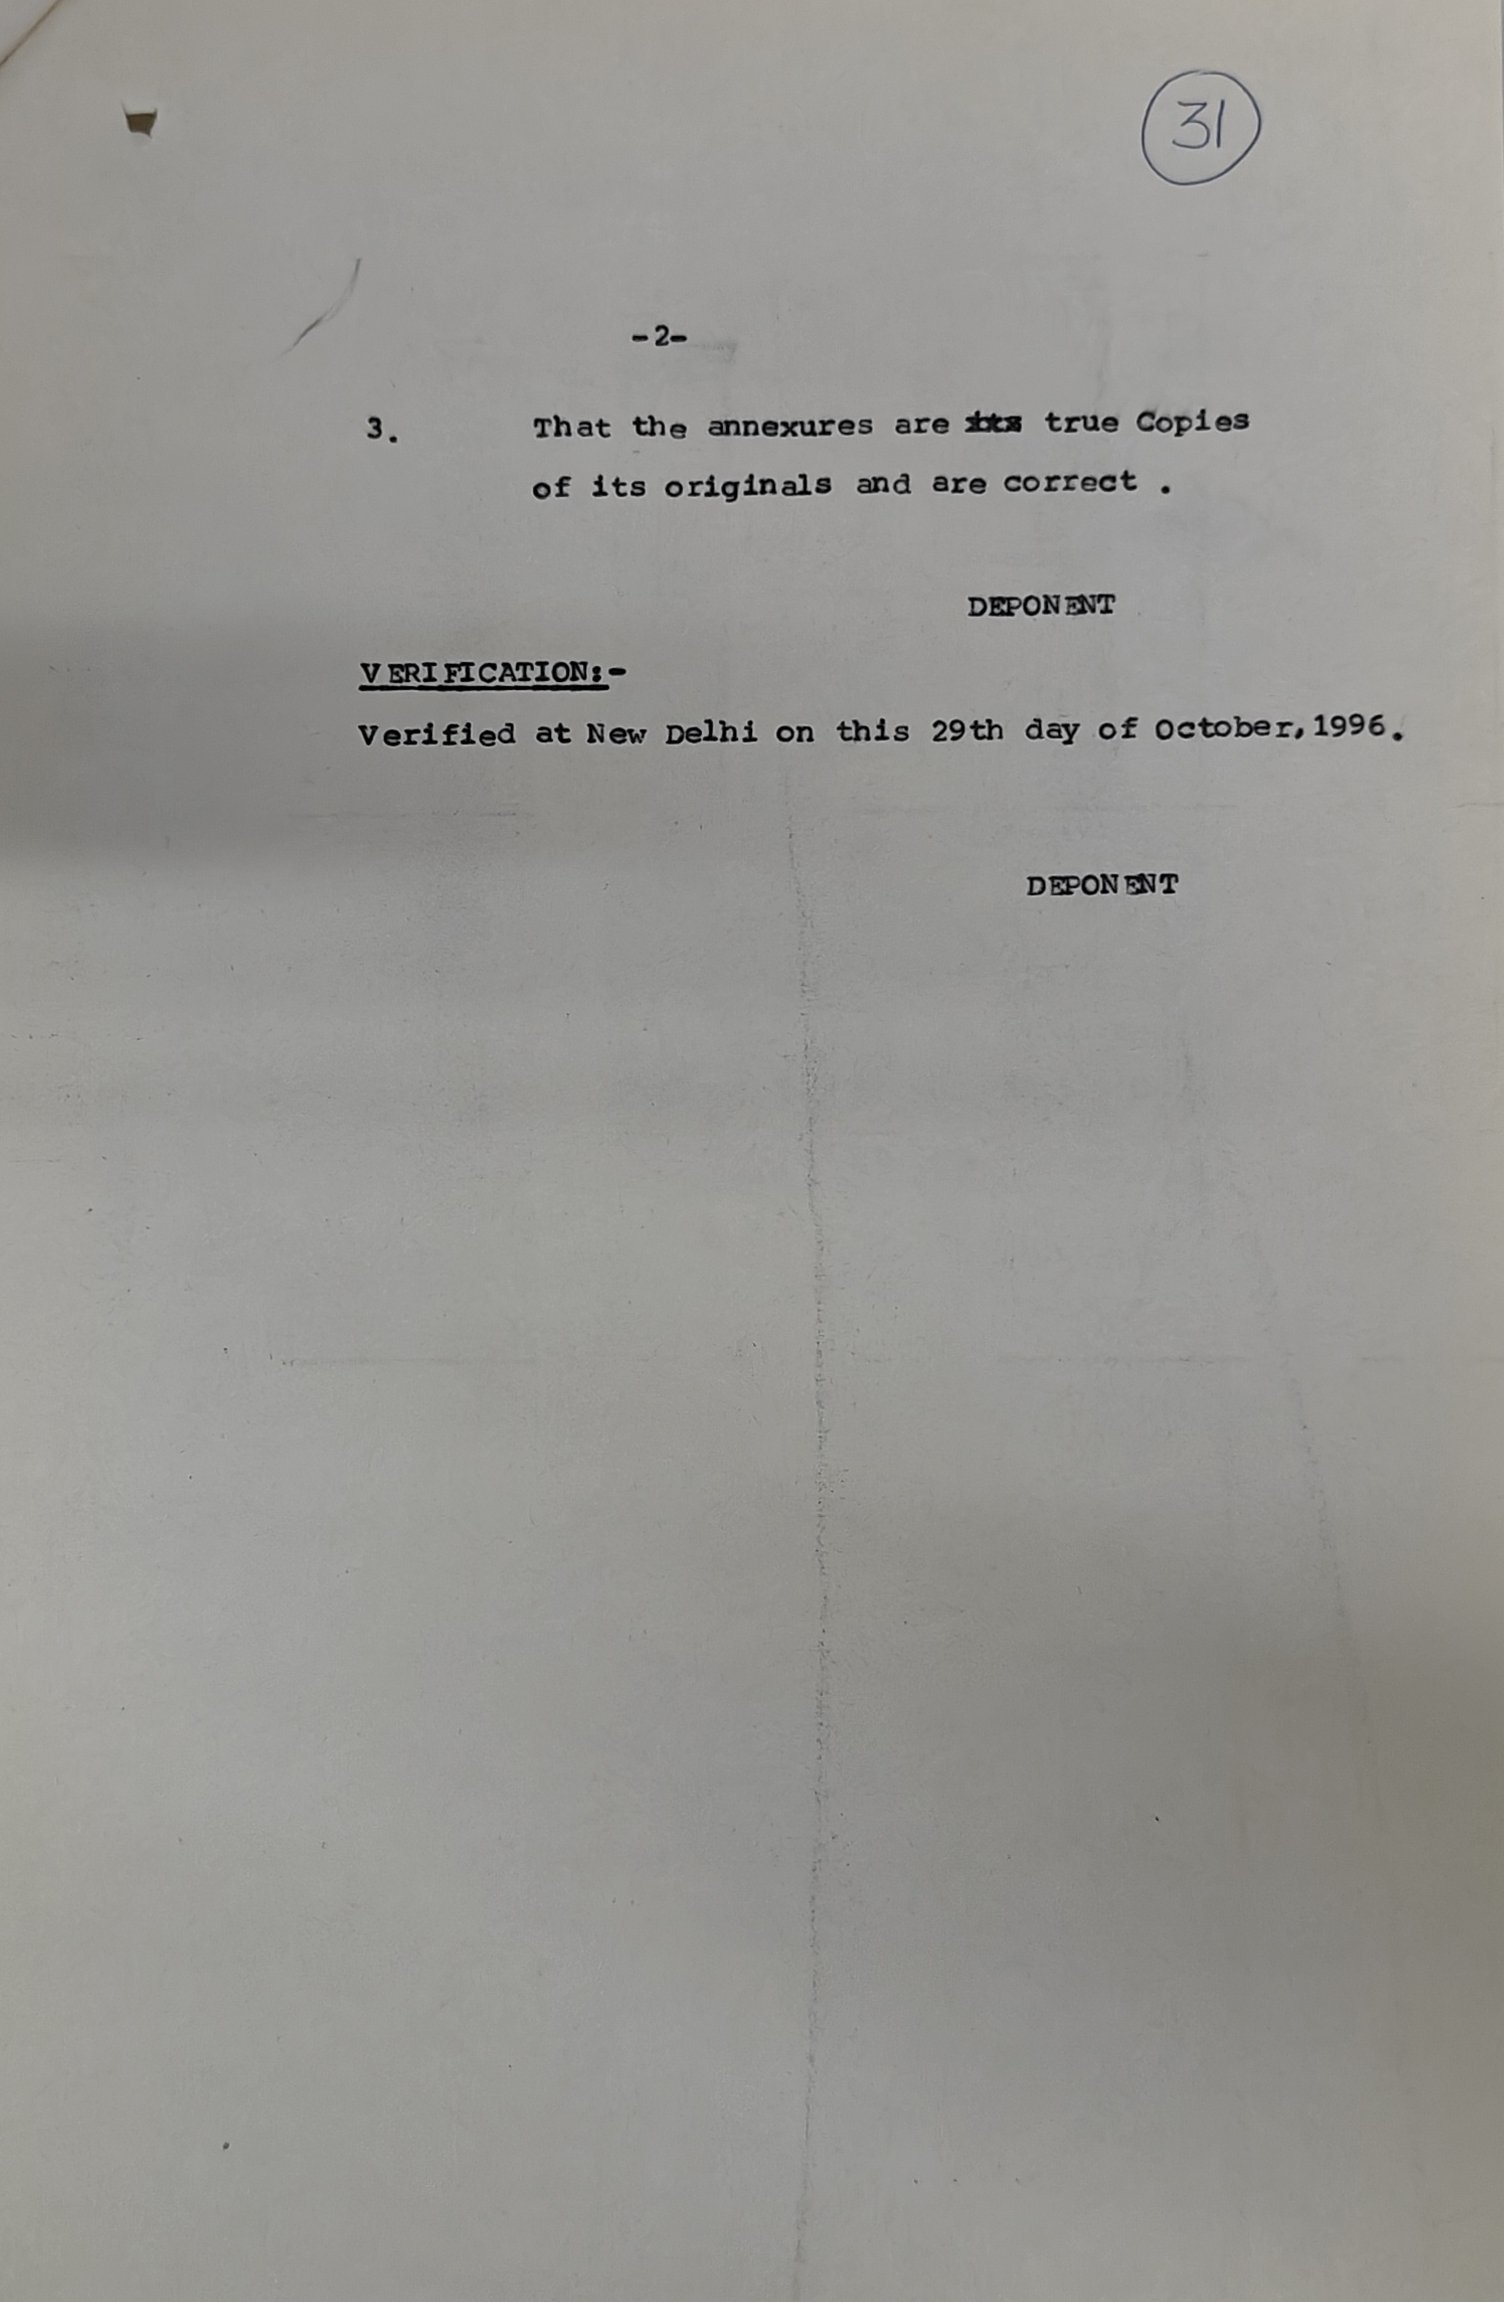 31
-2-
3. That the annexures are true Copies
of its originals and are correct .
DEPONENT
VERIFICATION:-
Verified at New Delhi on this 29th day of October,1996.
DEPONENT